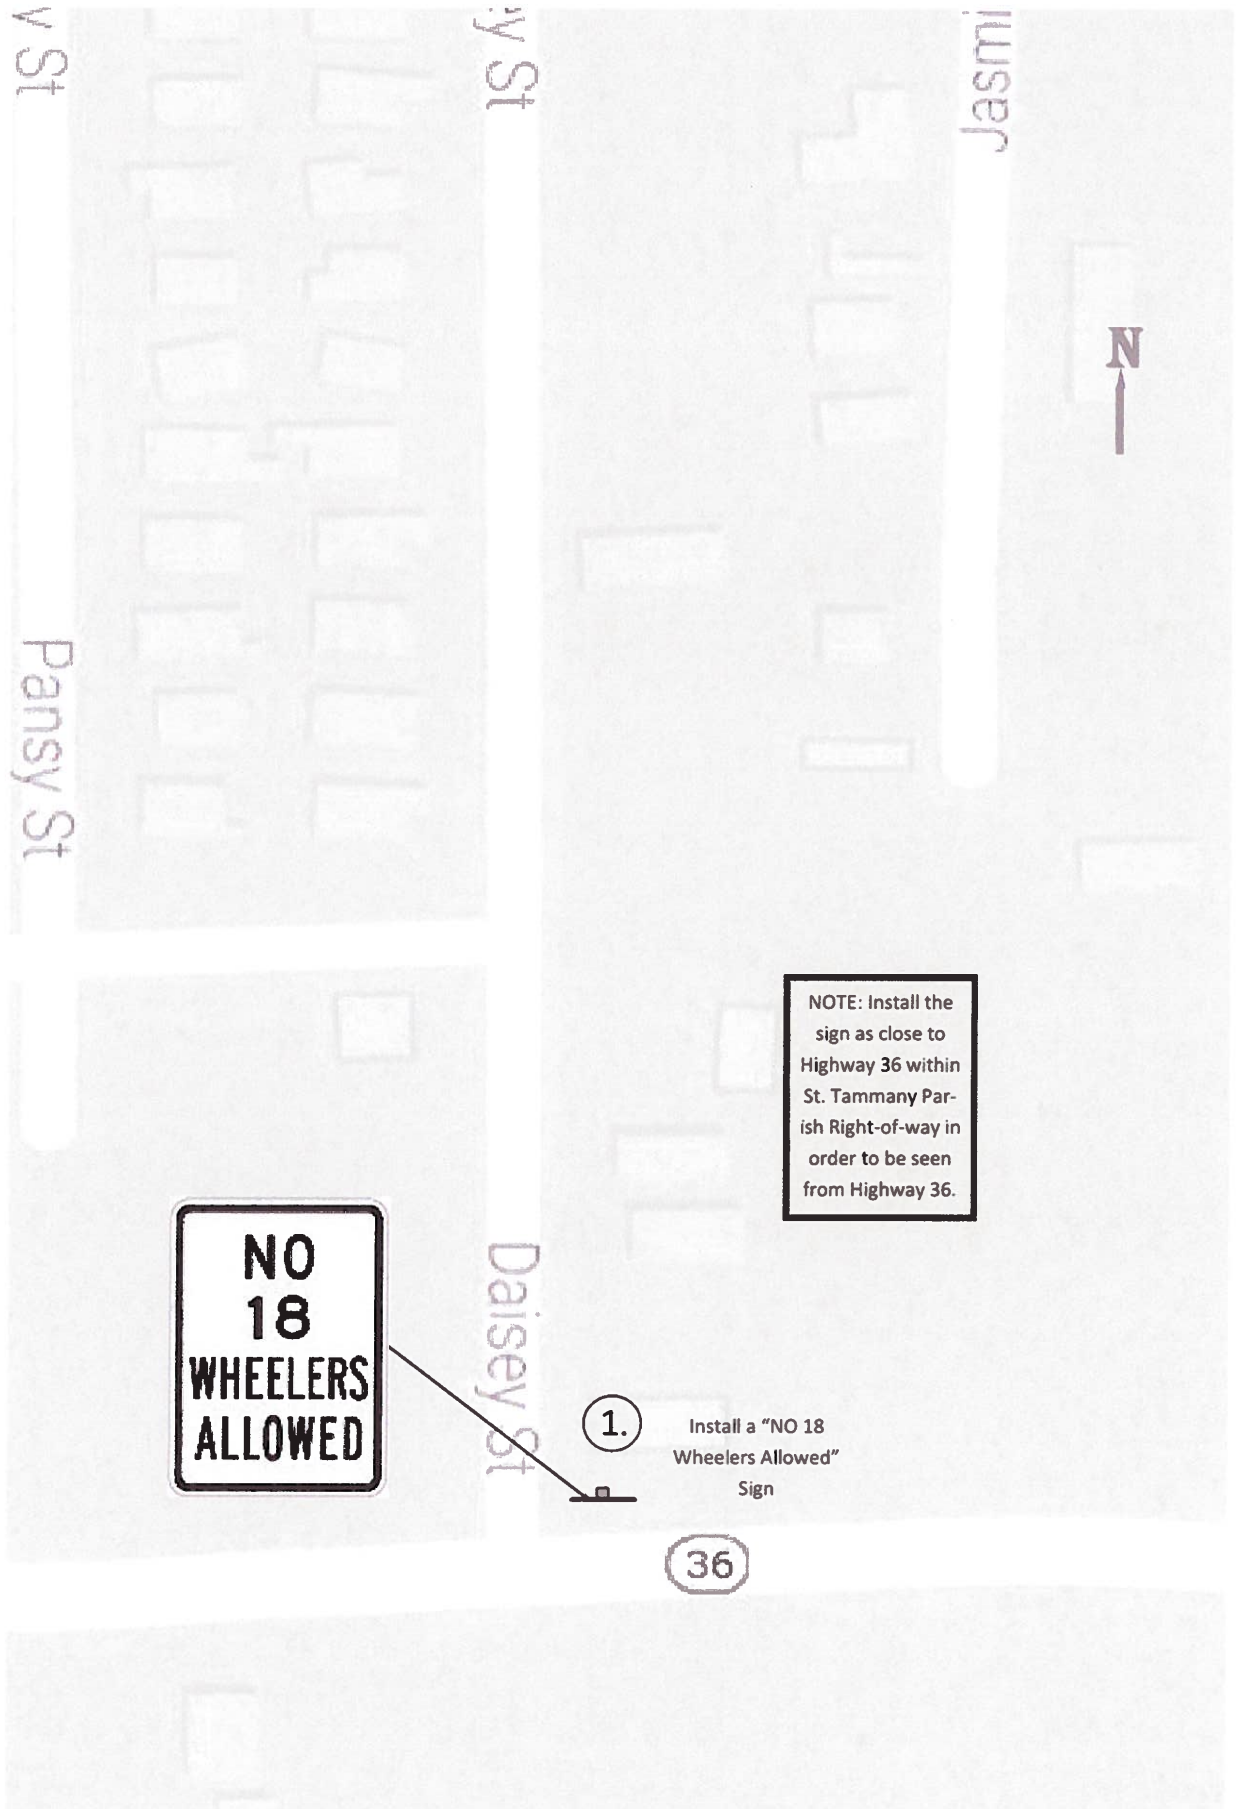 y St
ey St
Jasmi
N
Pansy St
NOTE: Install the
sign as close to
Highway 36 within
St. Tammany Par-
ish Right-of-way in
order to be seen
from Highway 36.
NO
18
WHEELERS
ALLOWED
Daisey St
1.
Install a “NO 18
Wheelers Allowed”
Sign
36